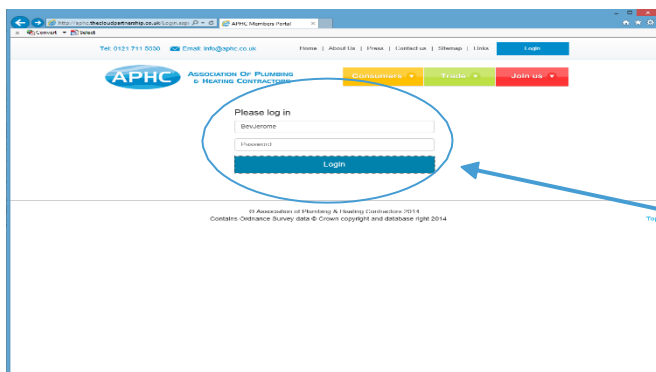 http://aphc.thecloudpartnership.co.uk/Login.asp
APHC Members Portal
Convert
Select
Tel: 0121 711 5030 Email: info@aphc.co.uk
Home | About Us | Press | Contact us | Sitemap | Links
Login
APHC
ASSOCIATION OF PLUMBING
& HEATING CONTRACTORS
Consumers
Trade
Join us
Please log in
BevJerome
Password
Login
© Association of Plumbing & Heating Contractors 2014
Contains Ordnance Survey data © Crown copyright and database right 2014
Top